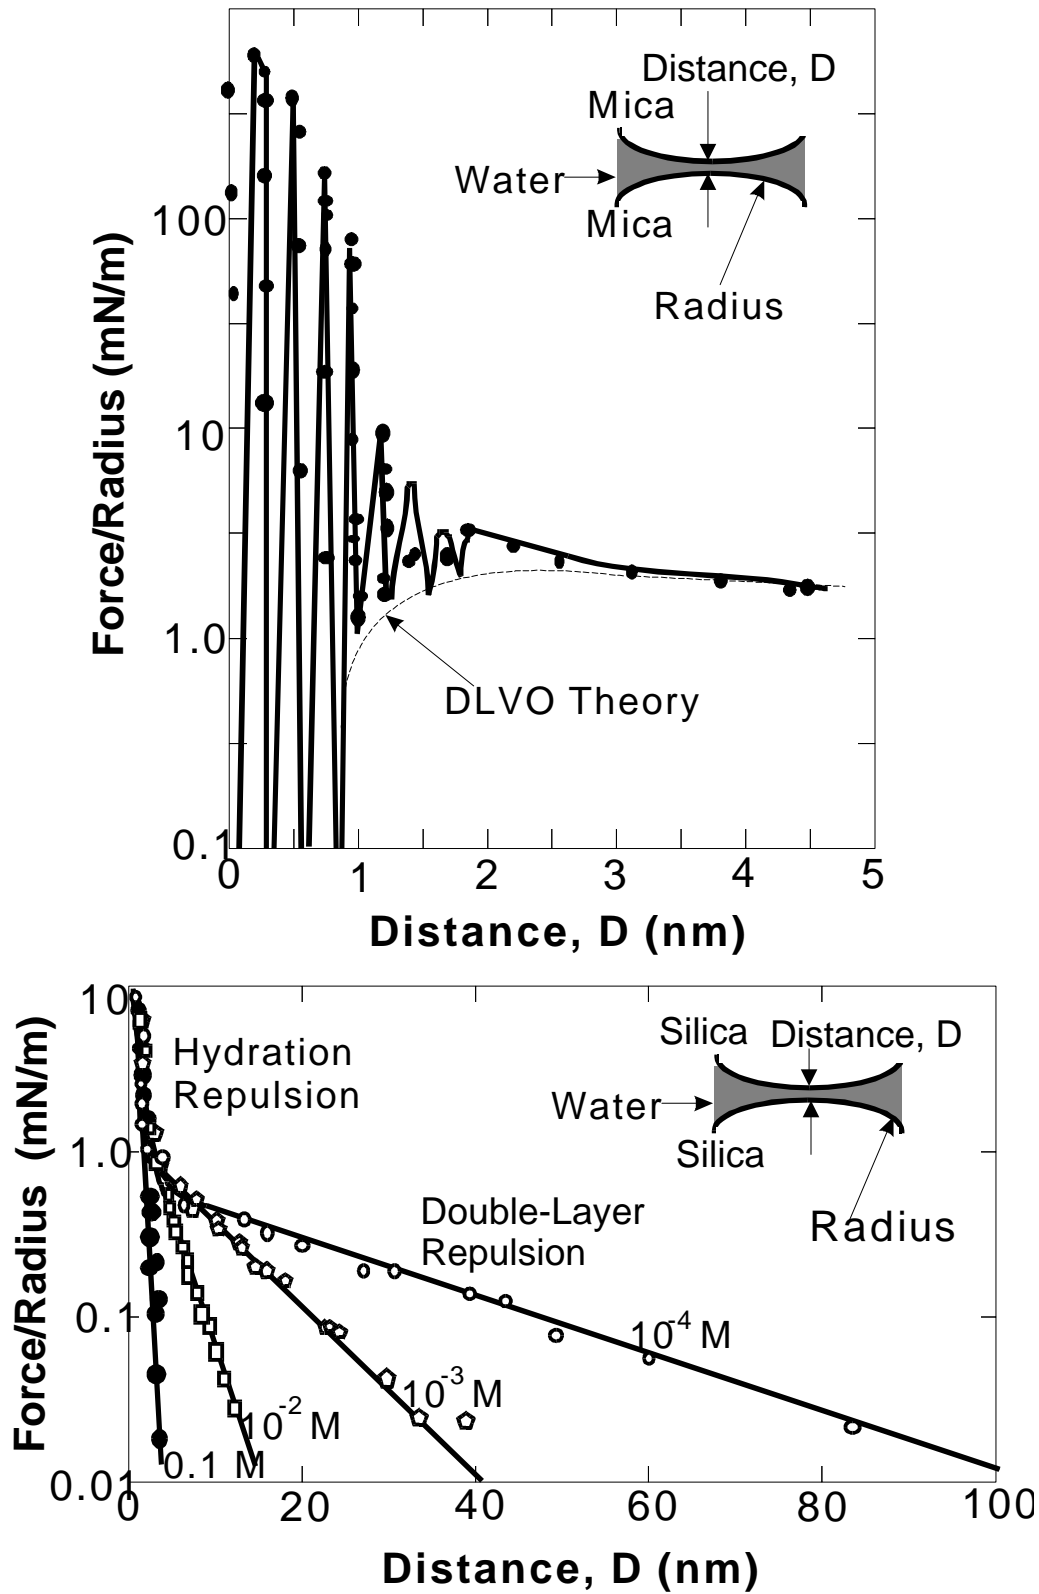 Distance, D
Mica
Water
Mica
Radius
100
10
1.0
0.1
Force/Radius (mN/m)
DLVO Theory
0 1 2 3 4 5
Distance, D (nm)
10
1.0
0.1
0.01
Force/Radius (mN/m)
Hydration
Repulsion
Silica Distance, D
Water
Silica
Radius
Double-Layer
Repulsion
10-4 M
10-3 M
10-2 M
0.1 M
0 20 40 60 80 100
Distance, D (nm)